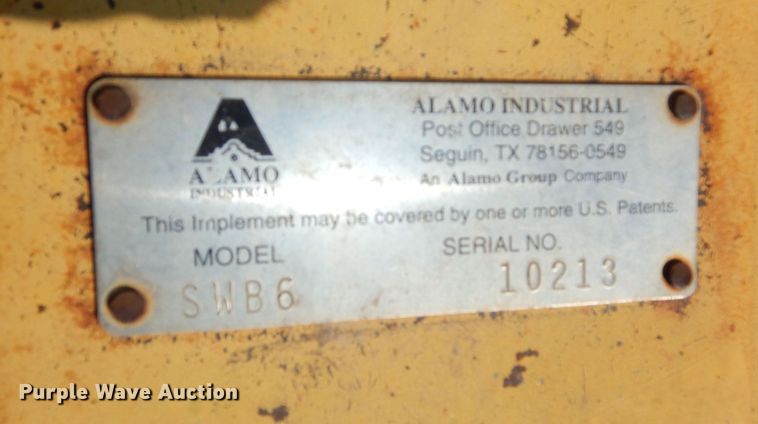 ALAMO
INDUSTRIAL
ALAMO INDUSTRIAL
Post Office Drawer 549
Seguin, TX 78156-0549
An Alamo Group Company
This Implement may be covered by one or more U.S. Patents.
MODEL
SWB6
SERIAL NO.
10213
Purple Wave Auction